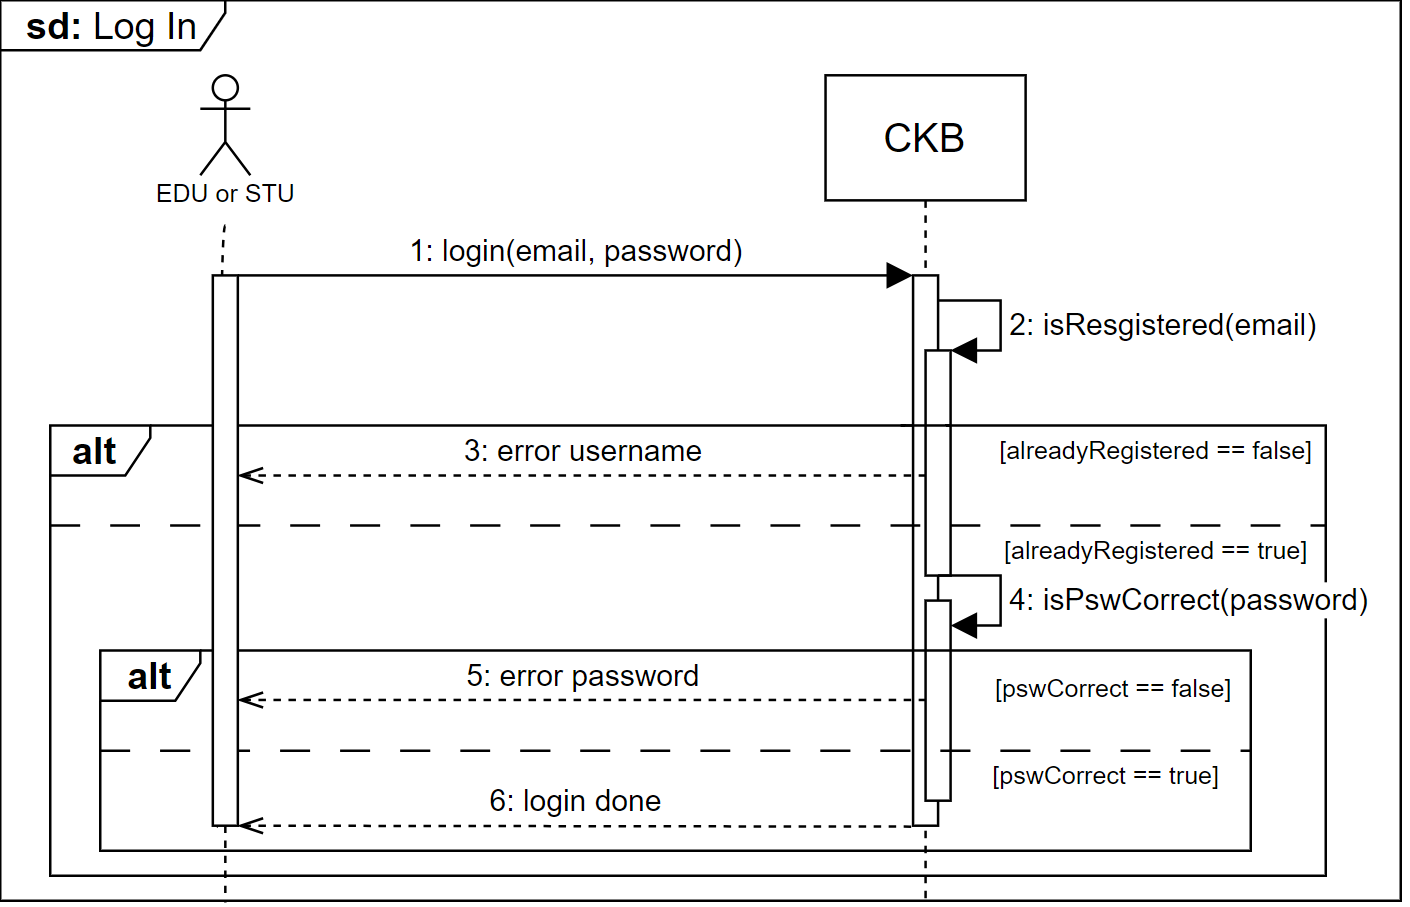 sd: Log In
CKB
EDU or STU
1: login(email, password)
2: isResgistered(email)
alt
3: error username
[alreadyRegistered == false]
[alreadyRegistered == true]
4: isPswCorrect(password)
alt
5: error password
[pswCorrect == false]
[pswCorrect == true]
6: login done